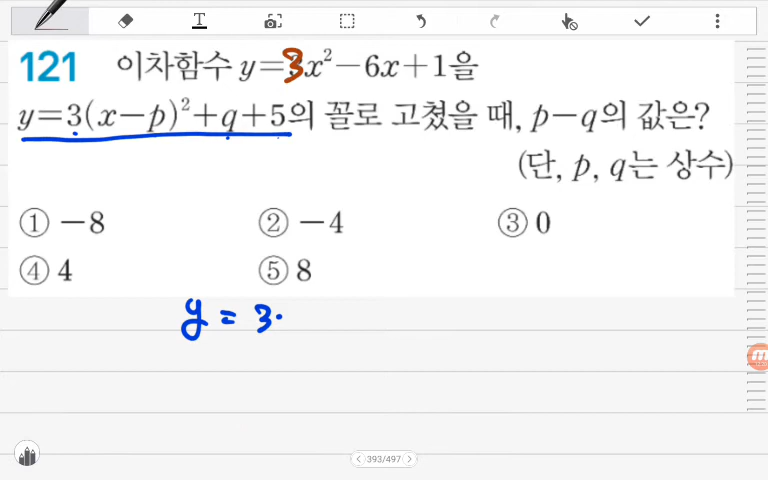 121 이차함수 y=3x²−6x+1을
y=3(x−p)²+q+5의 꼴로 고쳤을 때, p−q의 값은?
(단, p, q는 상수)
① −8 ② −4 ③ 0
④ 4 ⑤ 8
y = 3·
393/497